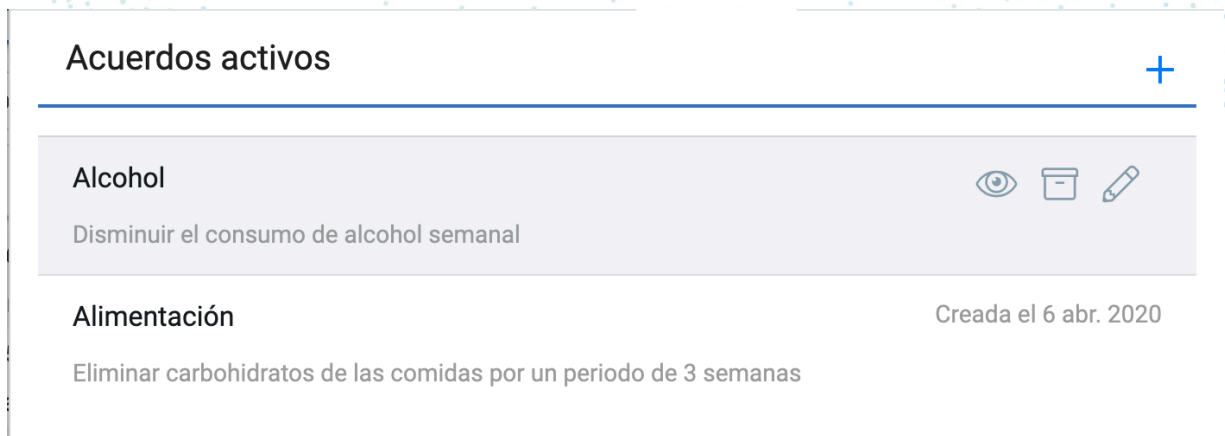 Acuerdos activos
Alcohol
Disminuir el consumo de alcohol semanal
Alimentación
Creada el 6 abr. 2020
Eliminar carbohidratos de las comidas por un periodo de 3 semanas